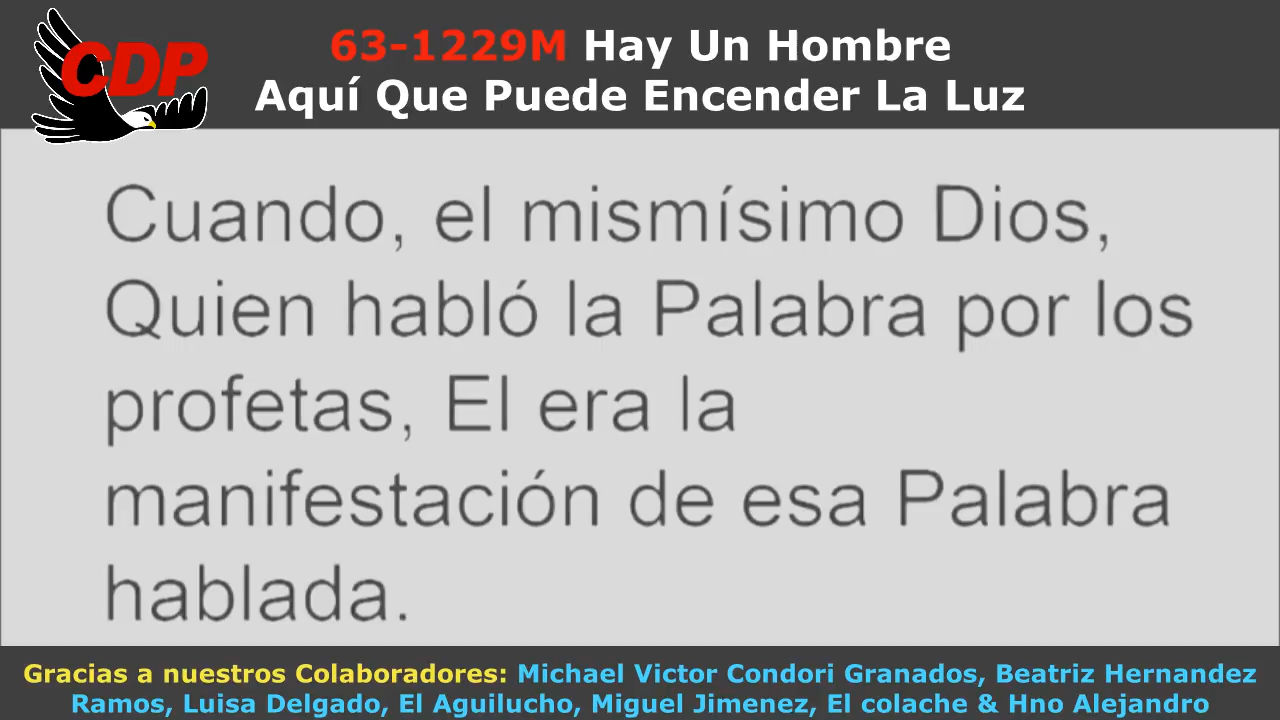 CDP
63-1229M Hay Un Hombre
Aquí Que Puede Encender La Luz
Cuando, el mismísimo Dios,
Quien habló la Palabra por los
profetas, El era la
manifestación de esa Palabra
hablada.
Gracias a nuestros Colaboradores: Michael Victor Condori Granados, Beatriz Hernandez
Ramos, Luisa Delgado, El Aguilucho, Miguel Jimenez, El colache & Hno Alejandro